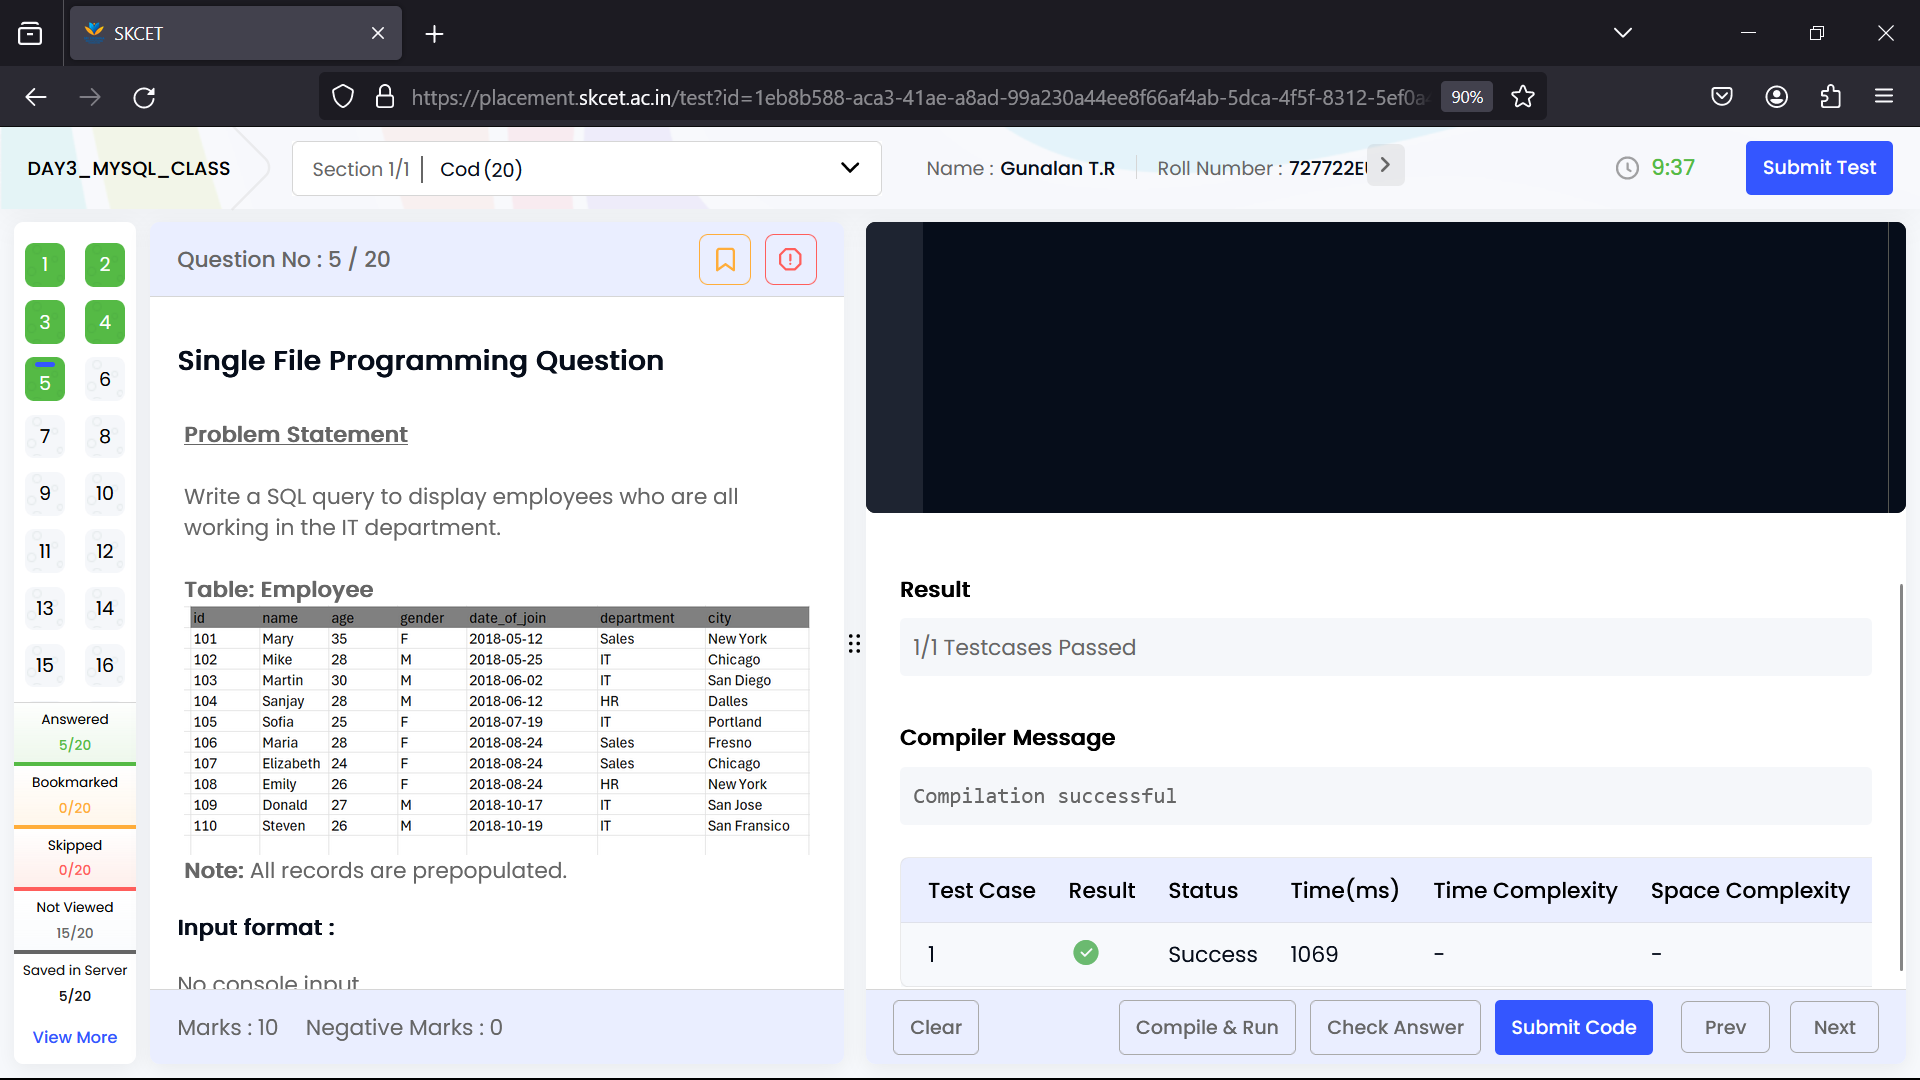 SKCET
https://placement.skcet.ac.in/test?id=1eb8b588-aca3-41ae-a8ad-99a230a44ee8f66af4ab-5dca-4f5f-8312-5ef0a
90%
DAY3_MYSQL_CLASS
Section 1/1 | Cod (20)
Name : Gunalan T.R
Roll Number : 727722EU
9:37
Submit Test
1 2
3 4
5 6
7 8
9 10
11 12
13 14
15 16
Answered
5/20
Bookmarked
0/20
Skipped
0/20
Not Viewed
15/20
Saved in Server
5/20
View More
Question No : 5 / 20
Single File Programming Question
Problem Statement
Write a SQL query to display employees who are all
working in the IT department.
Table: Employee
id name age gender date_of_join department city
101 Mary 35 F 2018-05-12 Sales New York
102 Mike 28 M 2018-05-25 IT Chicago
103 Martin 30 M 2018-06-02 IT San Diego
104 Sanjay 28 M 2018-06-12 HR Dalles
105 Sofia 25 F 2018-07-19 IT Portland
106 Maria 28 F 2018-08-24 Sales Fresno
107 Elizabeth 24 F 2018-08-24 Sales Chicago
108 Emily 26 F 2018-08-24 HR New York
109 Donald 27 M 2018-10-17 IT San Jose
110 Steven 26 M 2018-10-19 IT San Fransico
Note: All records are prepopulated.
Input format :
No console input
Marks : 10 Negative Marks : 0
Result
1/1 Testcases Passed
Compiler Message
Compilation successful
Test Case Result Status Time(ms) Time Complexity Space Complexity
1 Success 1069 - -
Clear
Compile & Run
Check Answer
Submit Code
Prev
Next